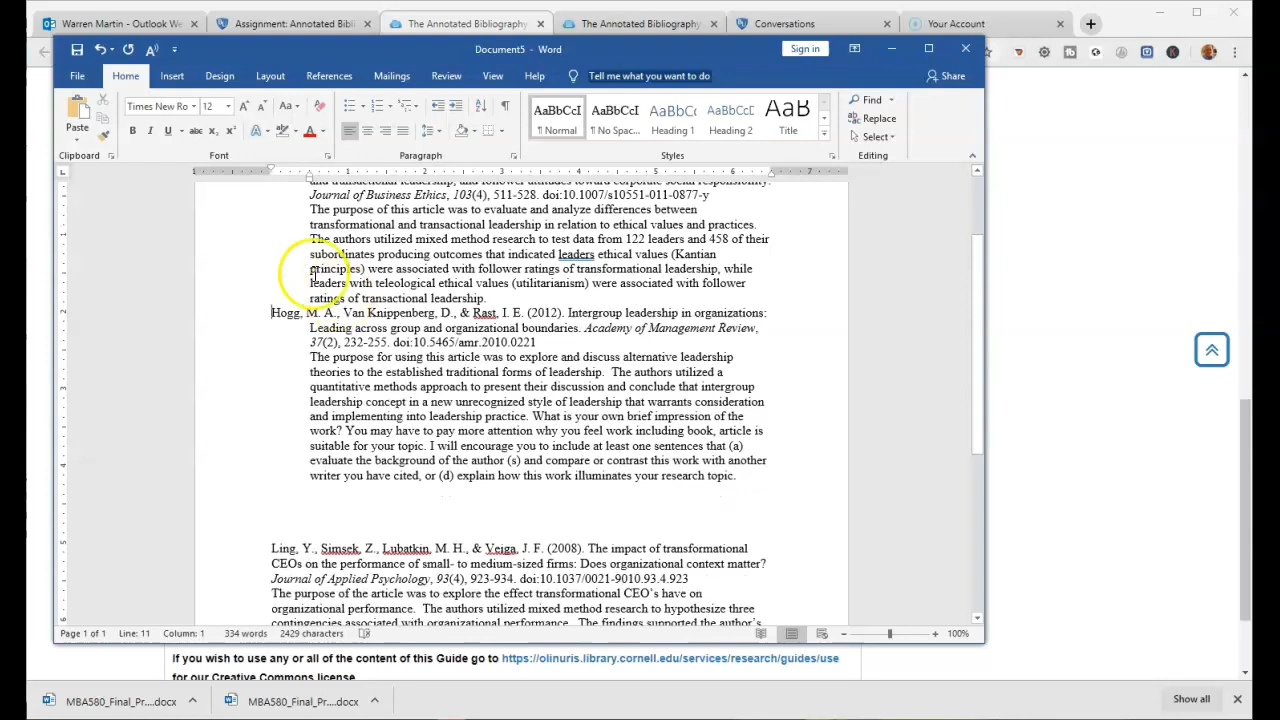 Warren Martin - Outlook We
Assignment: Annotated Bibli
The Annotated Bibliography
The Annotated Bibliography
Conversations
Your Account
Document5 - Word
Sign in
File Home Insert Design Layout References Mailings Review View Help Tell me what you want to do Share
Times New Ro 12 Aa
AaBbCcI AaBbCcI AaBbC AaBbCcD AaB
¶ Normal ¶ No Spac... Heading 1 Heading 2 Title
Find
Replace
Select
Paste
B I U abc x₂ x² A A
Clipboard Font Paragraph Styles Editing
1 1 2 3 4 5 6 7
and transactional leadership, and follower attitudes toward corporate social responsibility.
Journal of Business Ethics, 103(4), 511-528. doi:10.1007/s10551-011-0877-y
The purpose of this article was to evaluate and analyze differences between
transformational and transactional leadership in relation to ethical values and practices.
The authors utilized mixed method research to test data from 122 leaders and 458 of their
subordinates producing outcomes that indicated leaders ethical values (Kantian
principles) were associated with follower ratings of transformational leadership, while
leaders with teleological ethical values (utilitarianism) were associated with follower
ratings of transactional leadership.
Hogg, M. A., Van Knippenberg, D., & Rast, I. E. (2012). Intergroup leadership in organizations:
Leading across group and organizational boundaries. Academy of Management Review,
37(2), 232-255. doi:10.5465/amr.2010.0221
The purpose for using this article was to explore and discuss alternative leadership
theories to the established traditional forms of leadership.  The authors utilized a
quantitative methods approach to present their discussion and conclude that intergroup
leadership concept in a new unrecognized style of leadership that warrants consideration
and implementing into leadership practice. What is your own brief impression of the
work? You may have to pay more attention why you feel work including book, article is
suitable for your topic. I will encourage you to include at least one sentences that (a)
evaluate the background of the author (s) and compare or contrast this work with another
writer you have cited, or (d) explain how this work illuminates your research topic.
Ling, Y., Simsek, Z., Lubatkin, M. H., & Veiga, J. F. (2008). The impact of transformational
CEOs on the performance of small- to medium-sized firms: Does organizational context matter?
Journal of Applied Psychology, 93(4), 923-934. doi:10.1037/0021-9010.93.4.923
The purpose of the article was to explore the effect transformational CEO's have on
organizational performance.  The authors utilized mixed method research to hypothesize three
contingencies associated with organizational performance.  The findings supported the author's
Page 1 of 1 Line: 11 Column: 1 334 words 2429 characters 100%
If you wish to use any or all of the content of this Guide go to https://olinuris.library.cornell.edu/services/research/guides/use
for our Creative Commons license
MBA580_Final_Pr....docx
MBA580_Final_Pr....docx
Show all